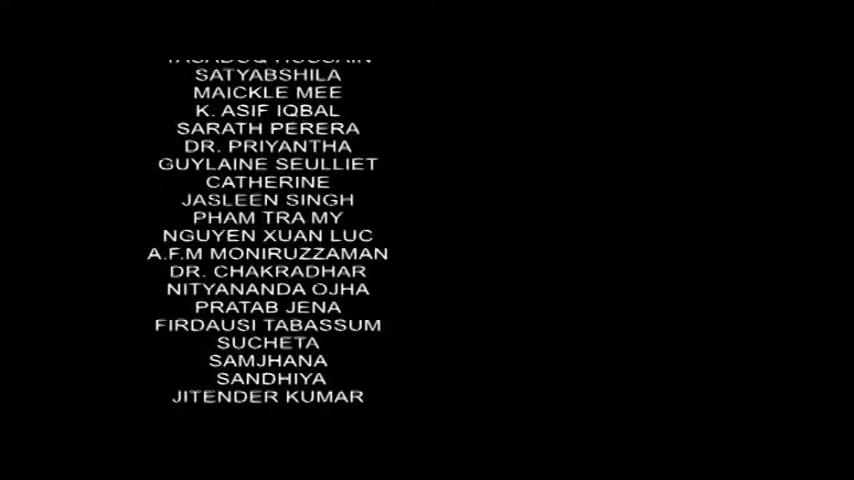 SATYABSHILA
MAICKLE MEE
K. ASIF IQBAL
SARATH PERERA
DR. PRIYANTHA
GUYLAINE SEULLIET
CATHERINE
JASLEEN SINGH
PHAM TRA MY
NGUYEN XUAN LUC
A.F.M MONIRUZZAMAN
DR. CHAKRADHAR
NITYANANDA OJHA
PRATAB JENA
FIRDAUSI TABASSUM
SUCHETA
SAMJHANA
SANDHIYA
JITENDER KUMAR